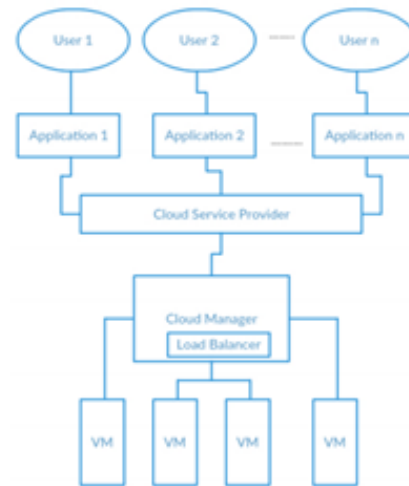 User 1
User 2
User n
Application 1
Application 2
Application n
Cloud Service Provider
Cloud Manager
Load Balancer
VM
VM
VM
VM